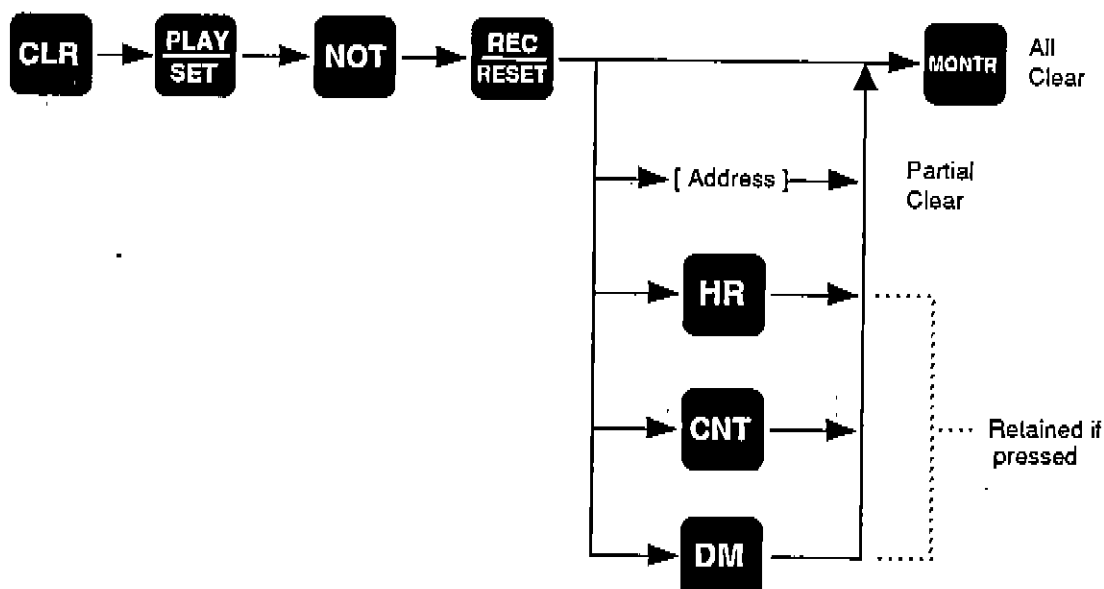 CLR
PLAY
SET
NOT
REC
RESET
MONTR
All
Clear
[ Address ]
Partial
Clear
HR
CNT
DM
Retained if
pressed